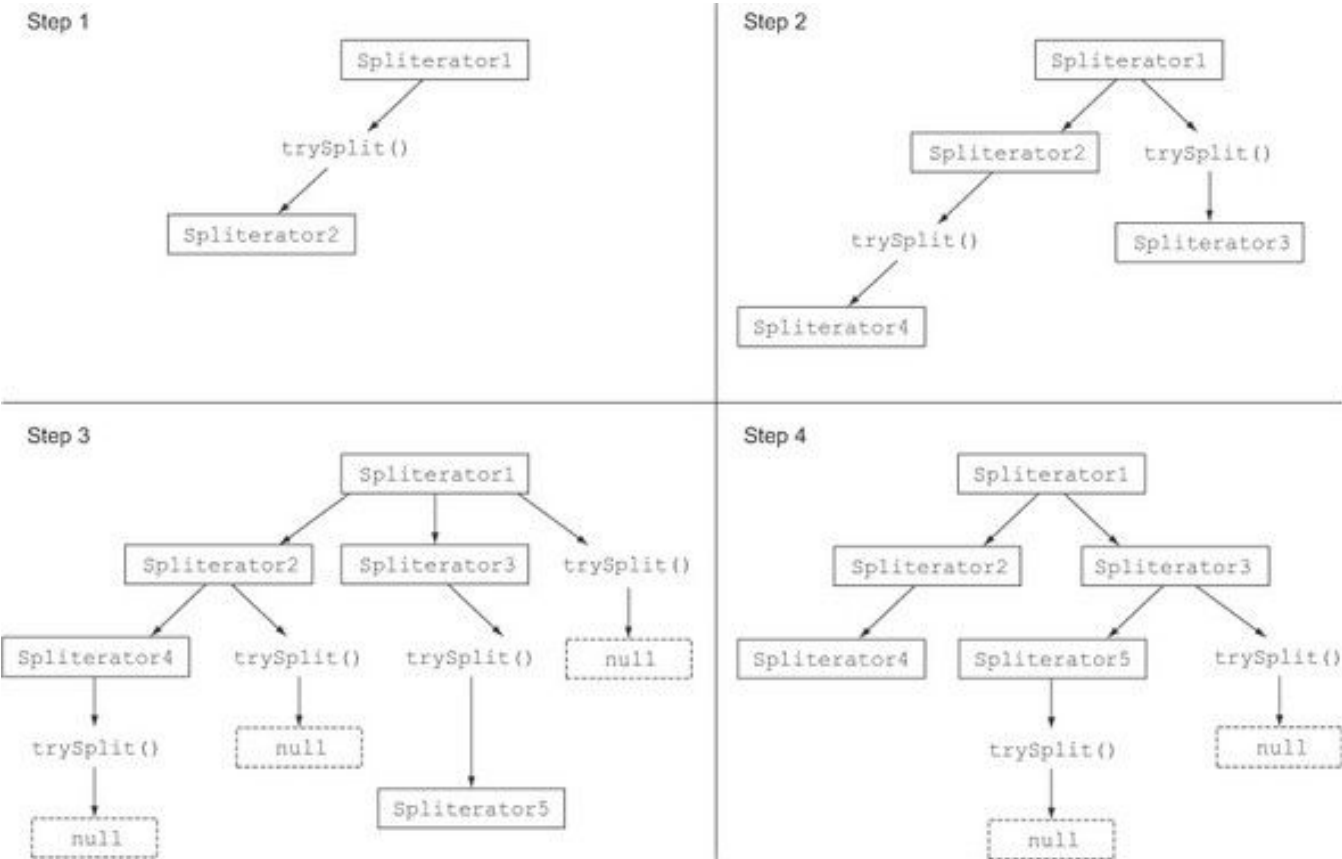 Step 1
Spliterator1
trySplit()
Spliterator2
Step 2
Spliterator1
Spliterator2
trySplit()
trySplit()
Spliterator3
Spliterator4
Step 3
Spliterator1
Spliterator2
Spliterator3
trySplit()
Spliterator4
trySplit()
trySplit()
null
trySplit()
null
Spliterator5
null
Step 4
Spliterator1
Spliterator2
Spliterator3
Spliterator4
Spliterator5
trySplit()
trySplit()
null
null